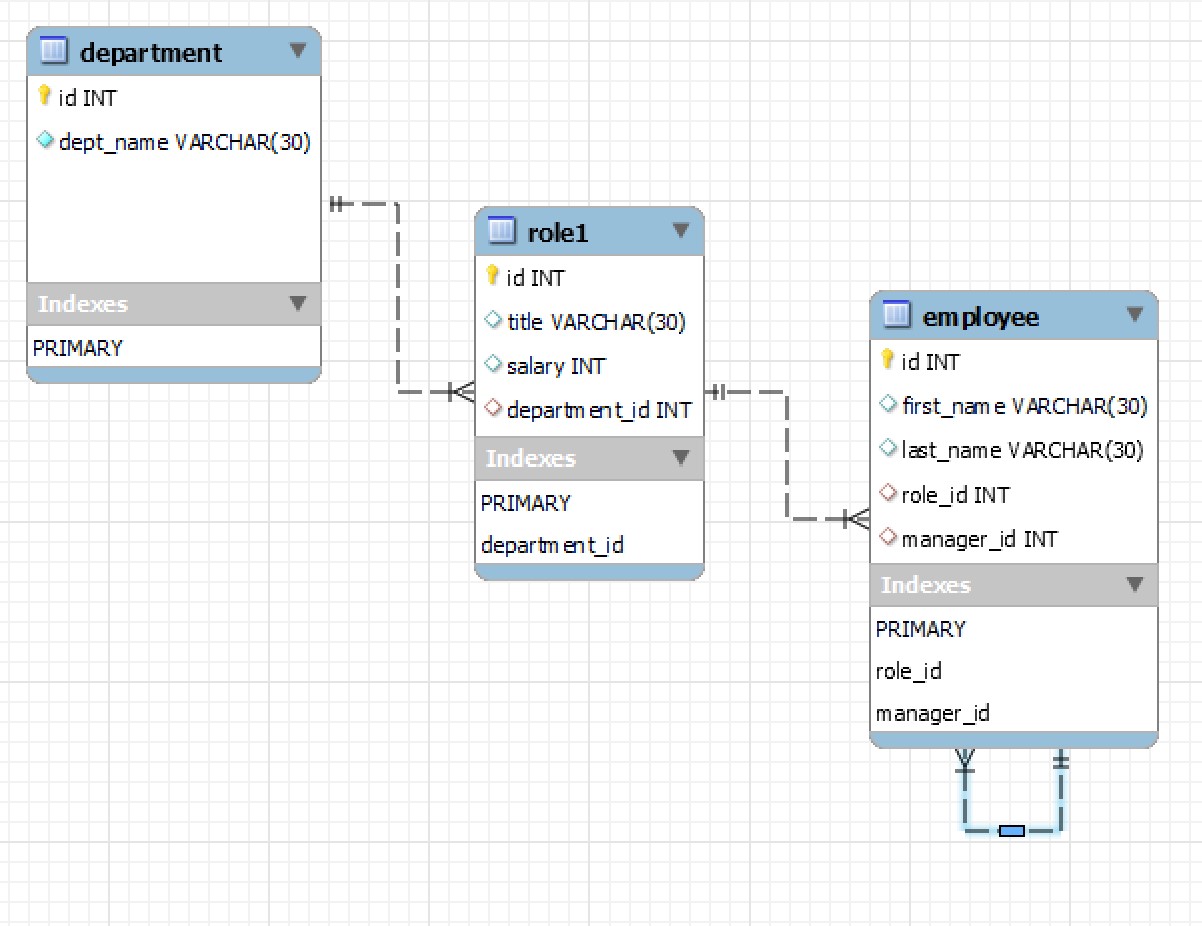 department
id INT
dept_name VARCHAR(30)
Indexes
PRIMARY
role1
id INT
title VARCHAR(30)
salary INT
department_id INT
Indexes
PRIMARY
department_id
employee
id INT
first_name VARCHAR(30)
last_name VARCHAR(30)
role_id INT
manager_id INT
Indexes
PRIMARY
role_id
manager_id